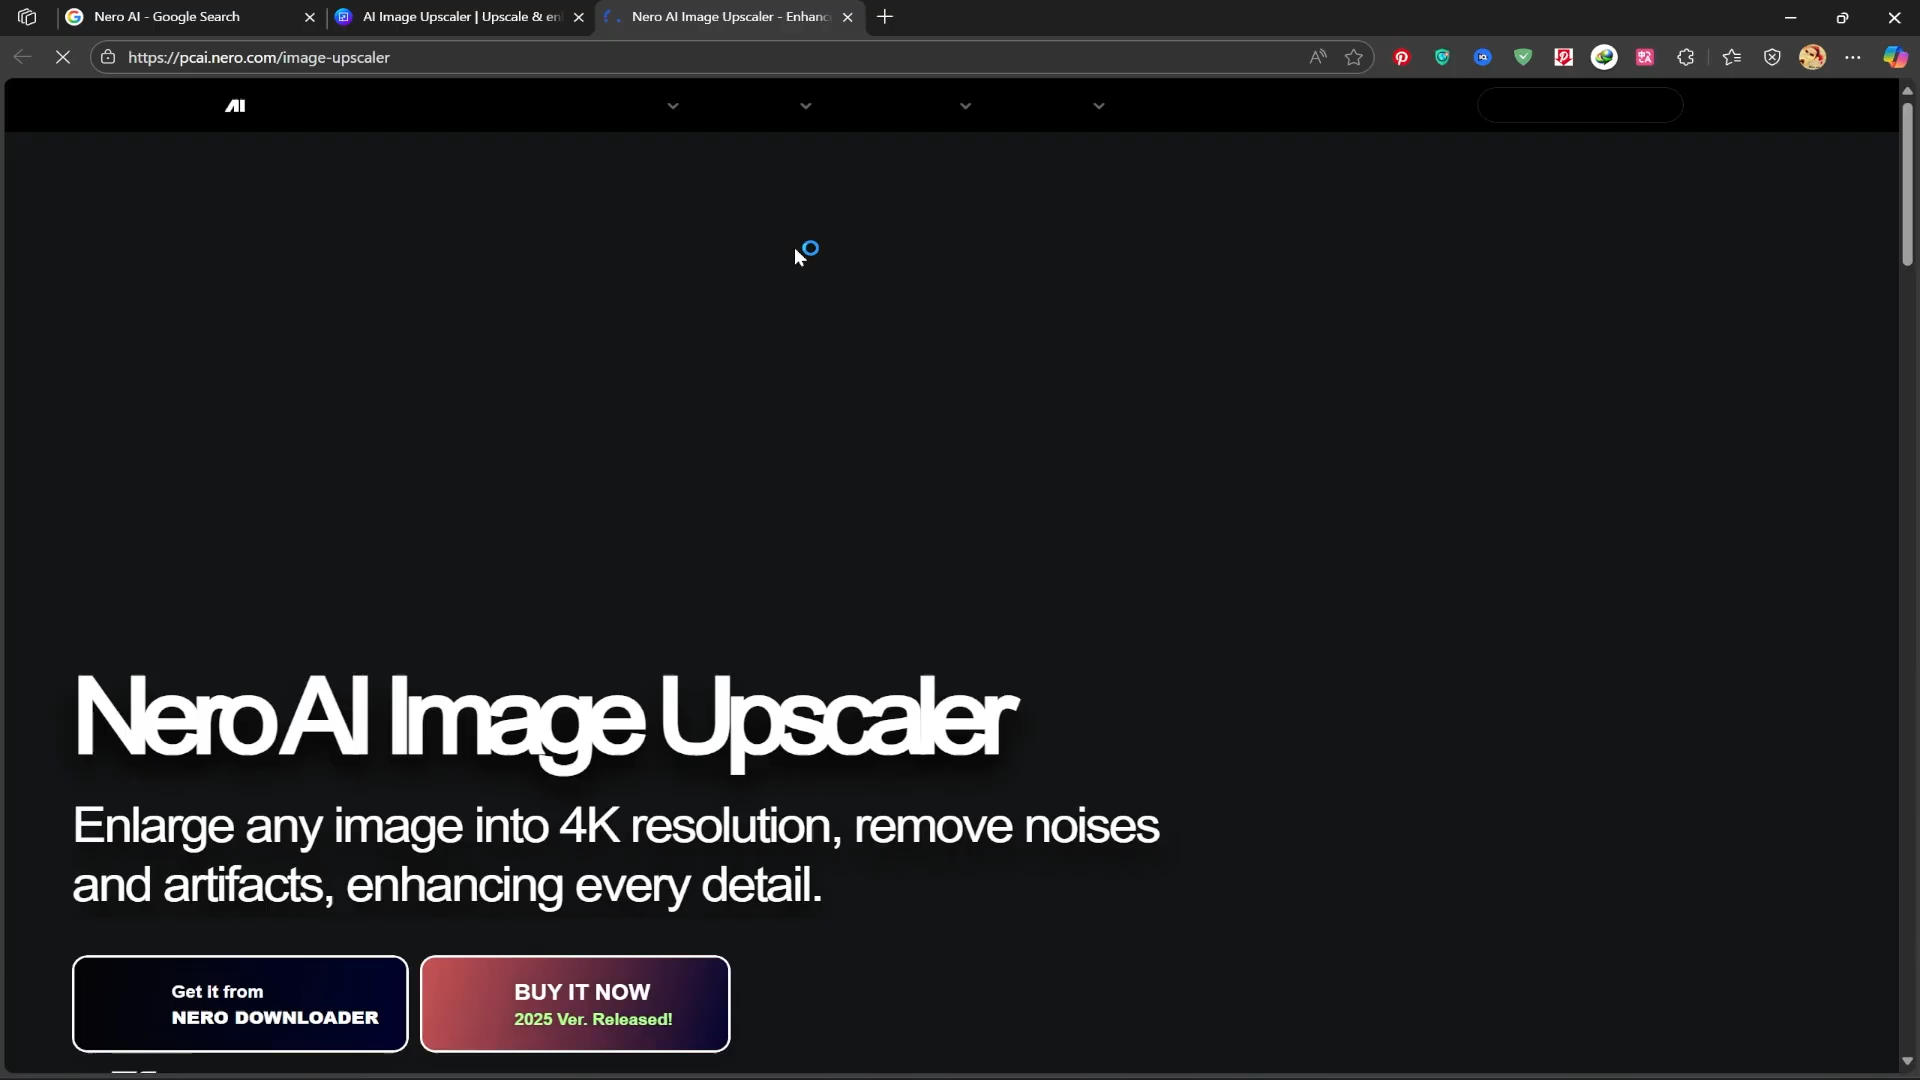 Nero AI - Google Search
AI Image Upscaler | Upscale & en
Nero AI Image Upscaler - Enhanc
https://pcai.nero.com/image-upscaler
AI
Nero AI Image Upscaler
Enlarge any image into 4K resolution, remove noises
and artifacts, enhancing every detail.
Get it from
NERO DOWNLOADER
BUY IT NOW
2025 Ver. Released!